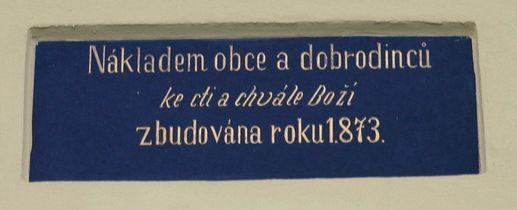 Nákladem obce a dobrodinců
ke cti a chvále Boží
zbudována roku 1873.